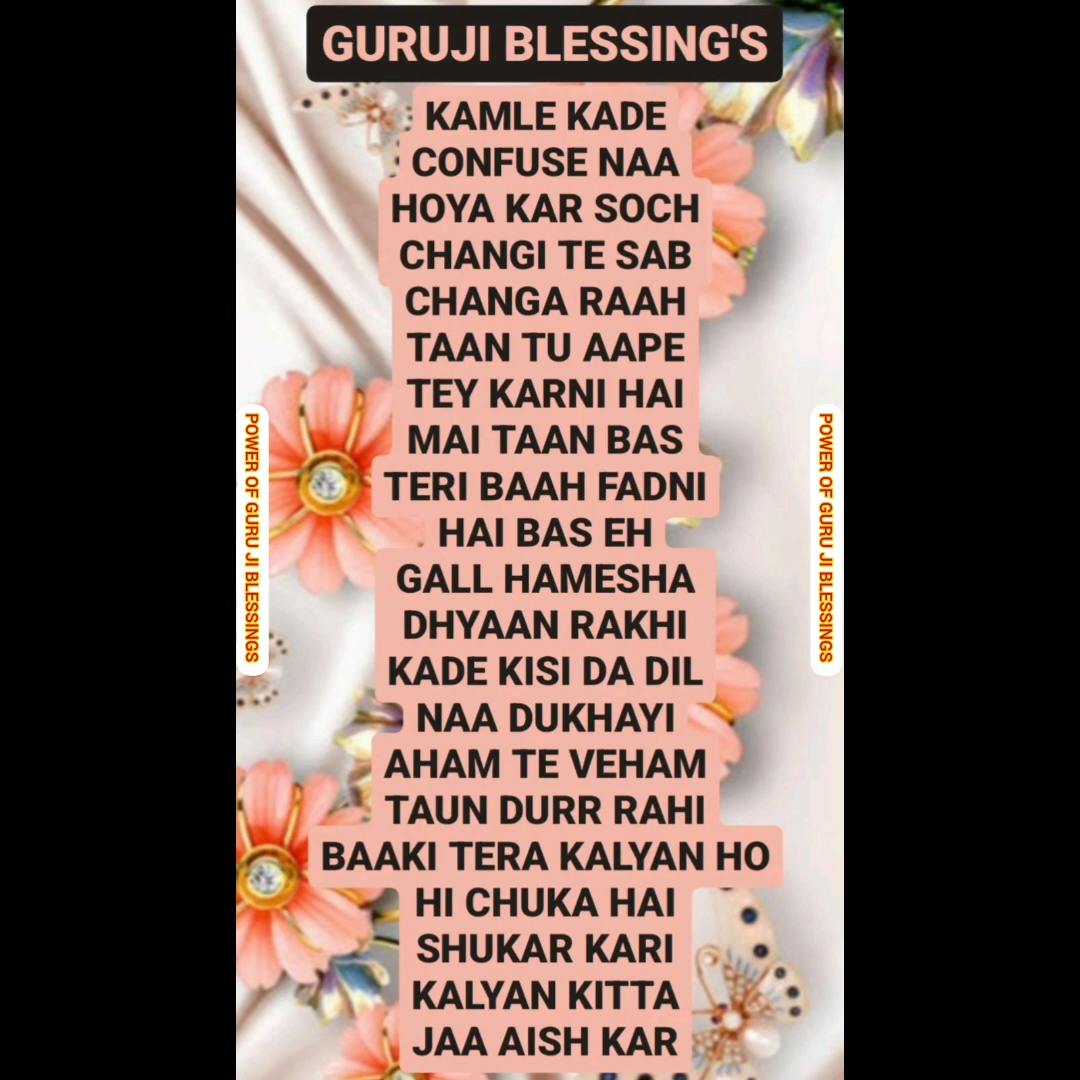 GURUJI BLESSING'S
KAMLE KADE
CONFUSE NAA
HOYA KAR SOCH
CHANGI TE SAB
CHANGA RAAH
TAAN TU AAPE
TEY KARNI HAI
MAI TAAN BAS
TERI BAAH FADNI
HAI BAS EH
GALL HAMESHA
DHYAAN RAKHI
KADE KISI DA DIL
NAA DUKHAYI
AHAM TE VEHAM
TAUN DURR RAHI
BAAKI TERA KALYAN HO
HI CHUKA HAI
SHUKAR KARI
KALYAN KITTA
JAA AISH KAR
POWER OF GURU JI BLESSINGS
POWER OF GURU JI BLESSINGS